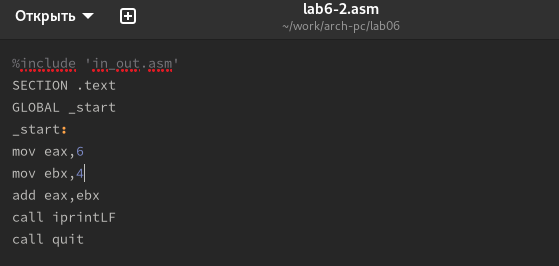 Открыть
lab6-2.asm
~/work/arch-pc/lab06
%include 'in_out.asm'
SECTION .text
GLOBAL _start
_start:
mov eax,6
mov ebx,4
add eax,ebx
call iprintLF
call quit